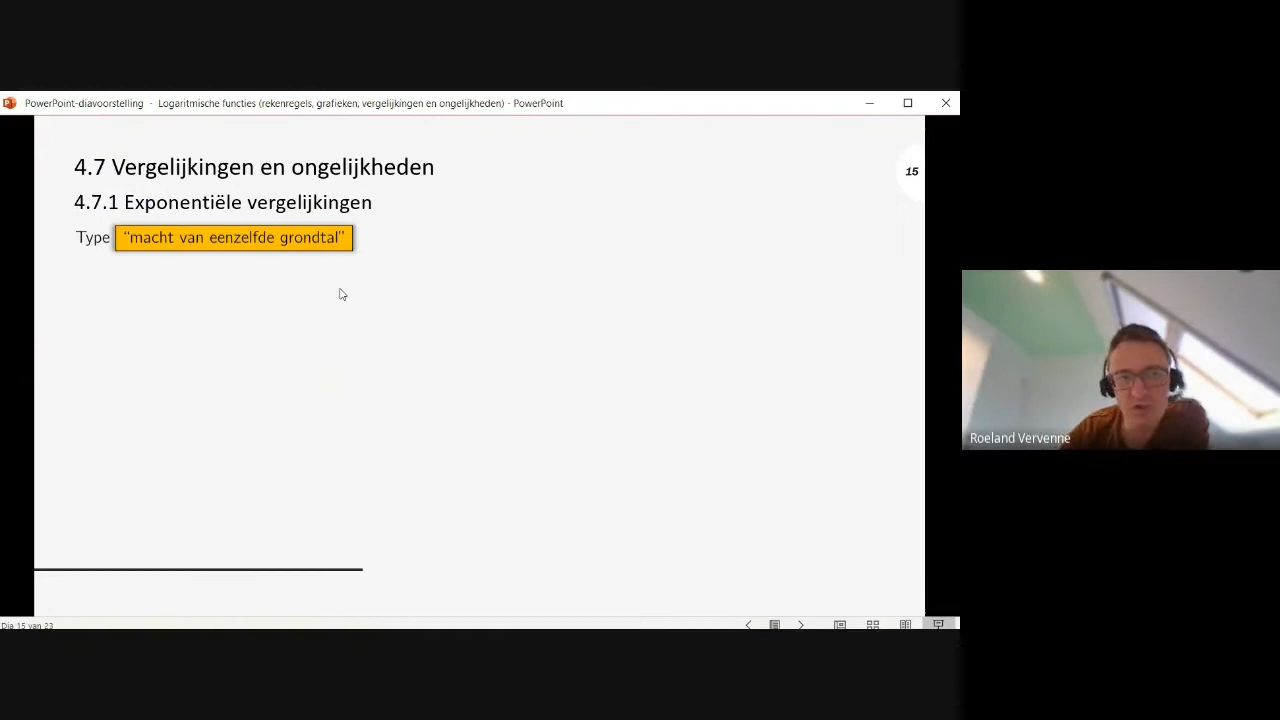 PowerPoint-diavoorstelling - Logaritmische functies (rekenregels, grafieken, vergelijkingen en ongelijkheden) - PowerPoint
4.7 Vergelijkingen en ongelijkheden
15
4.7.1 Exponentiële vergelijkingen
Type "macht van eenzelfde grondtal"
Roeland Vervenne
Dia 15 van 23